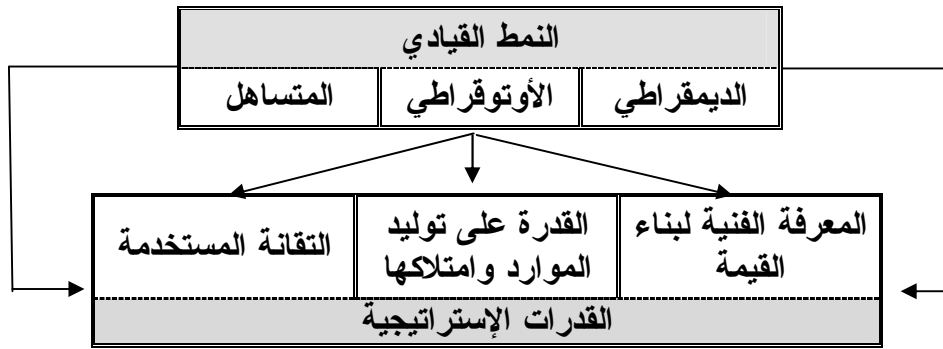 النمط القيادي
الديمقراطي
الأوتوقراطي
المتساهل
المعرفة الفنية لبناء
القيمة
القدرة على توليد
الموارد وامتلاكها
التقانة المستخدمة
القدرات الإستراتيجية